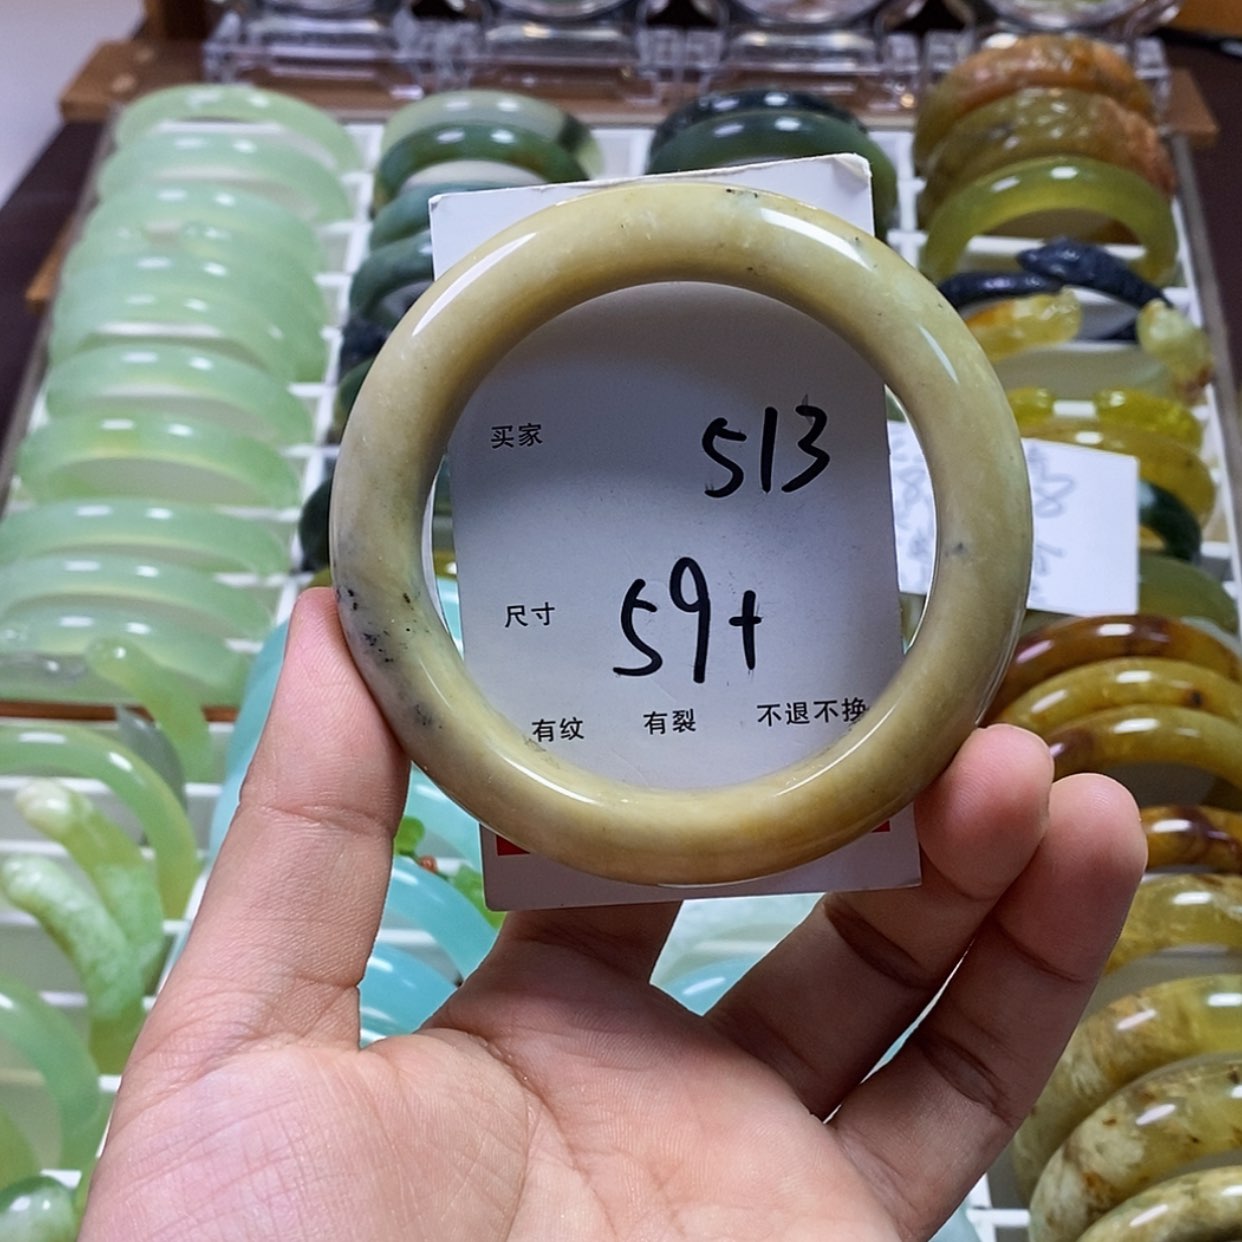 买家 513
尺寸 59+
有纹 有裂 不退不换